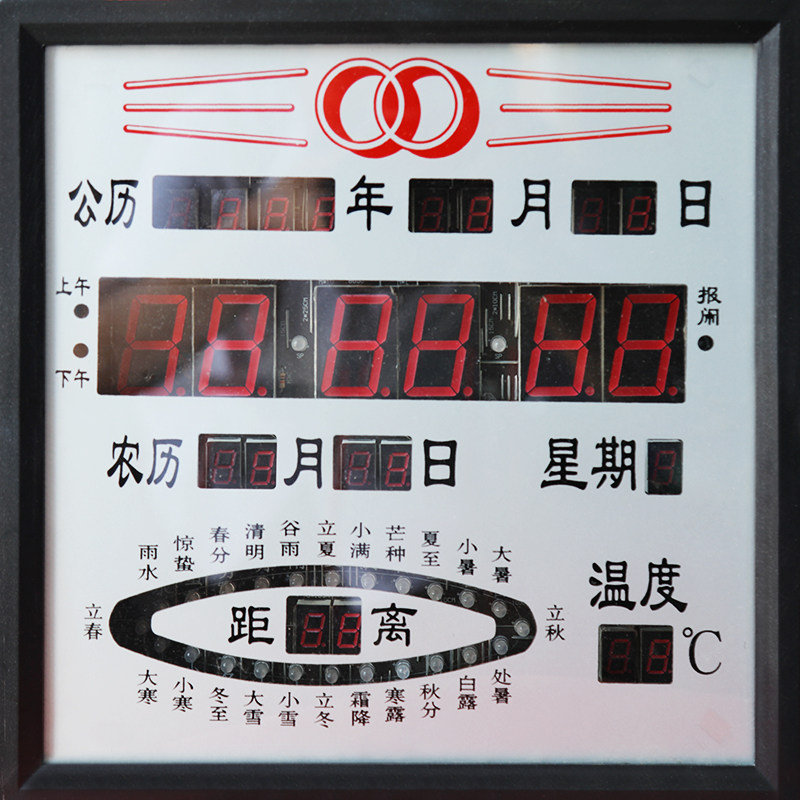 公历 年 月 日
上午
下午
报闹
农历 月 日 星期
雨水 惊蛰 春分 清明 谷雨 立夏 小满 芒种 夏至 小暑 大暑
立春 距 离 立秋
大寒 小寒 冬至 大雪 小雪 立冬 霜降 寒露 秋分 白露 处暑
温度
℃